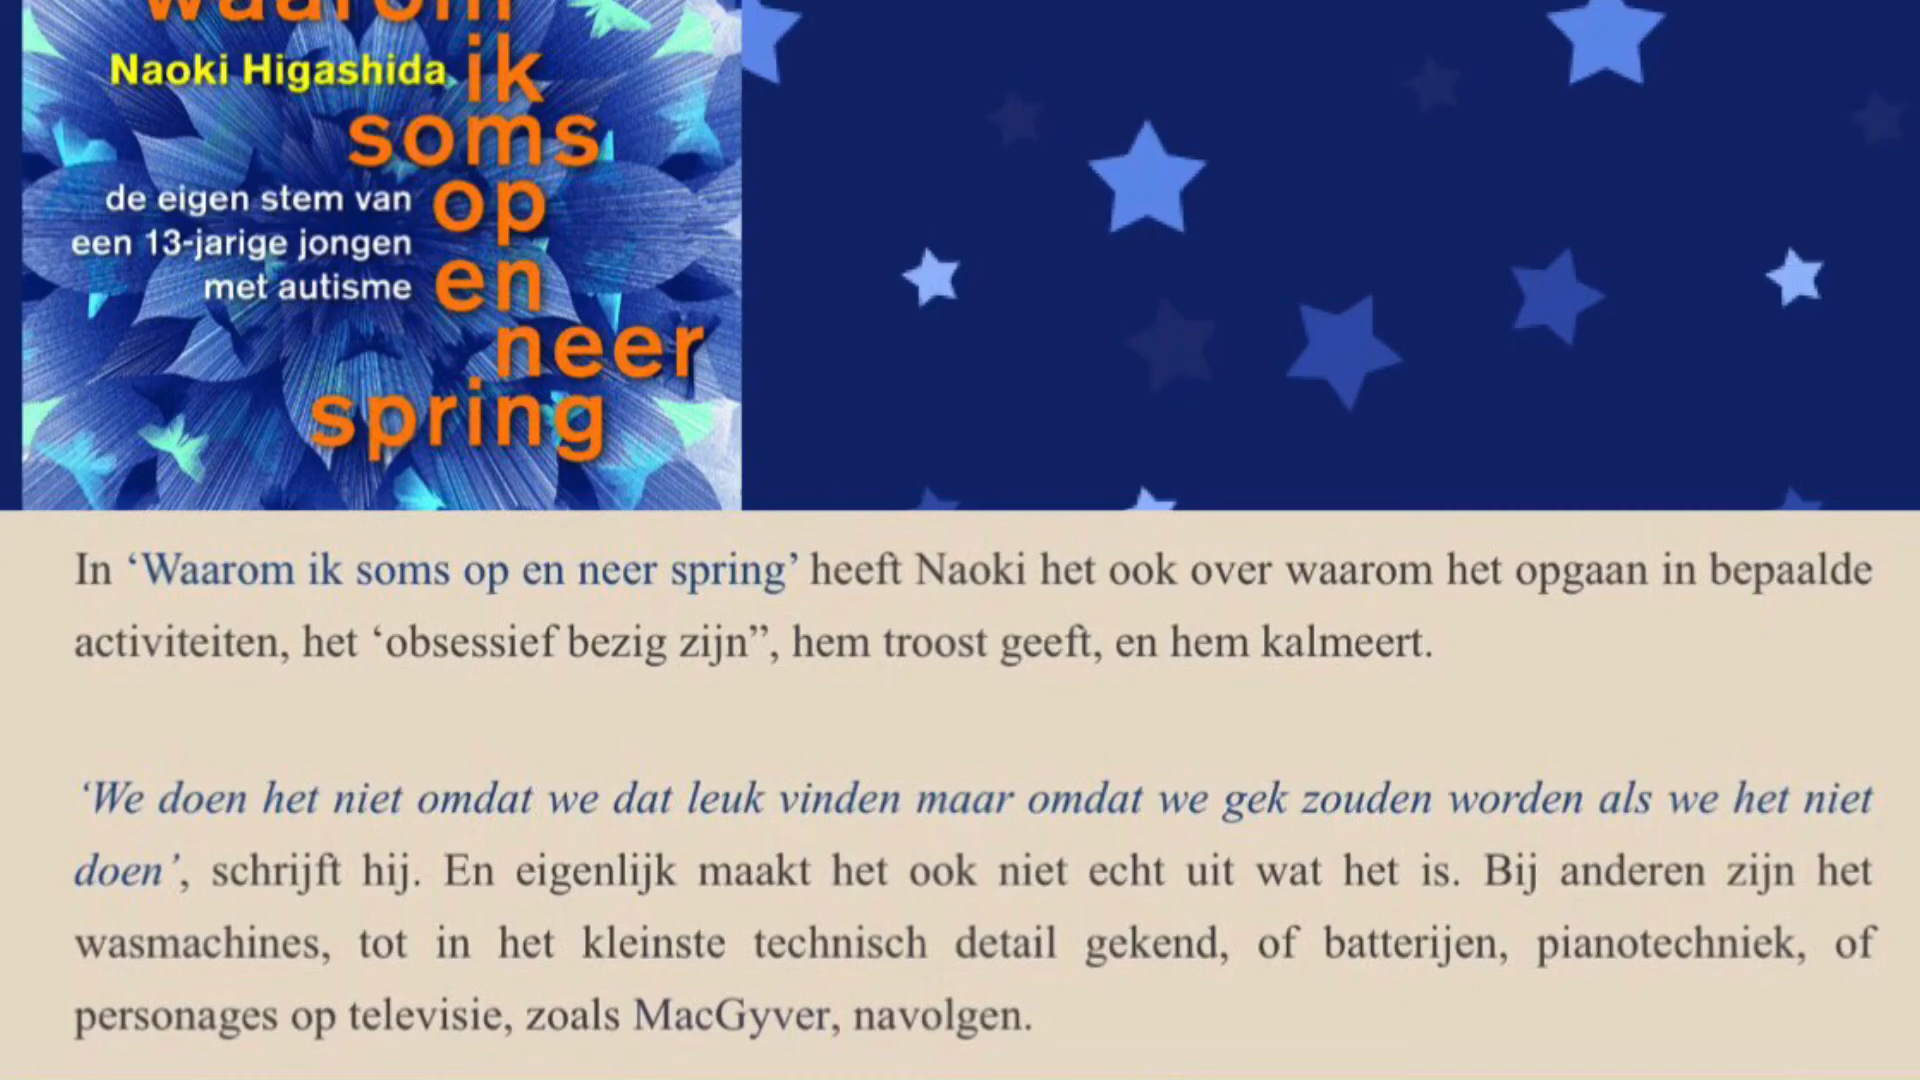 waarom
Naoki Higashida
ik
soms
op
en
neer
spring
de eigen stem van
een 13-jarige jongen
met autisme
In ‘Waarom ik soms op en neer spring’ heeft Naoki het ook over waarom het opgaan in bepaalde
activiteiten, het ‘obsessief bezig zijn”, hem troost geeft, en hem kalmeert.
‘We doen het niet omdat we dat leuk vinden maar omdat we gek zouden worden als we het niet
doen’, schrijft hij. En eigenlijk maakt het ook niet echt uit wat het is. Bij anderen zijn het
wasmachines, tot in het kleinste technisch detail gekend, of batterijen, pianotechniek, of
personages op televisie, zoals MacGyver, navolgen.